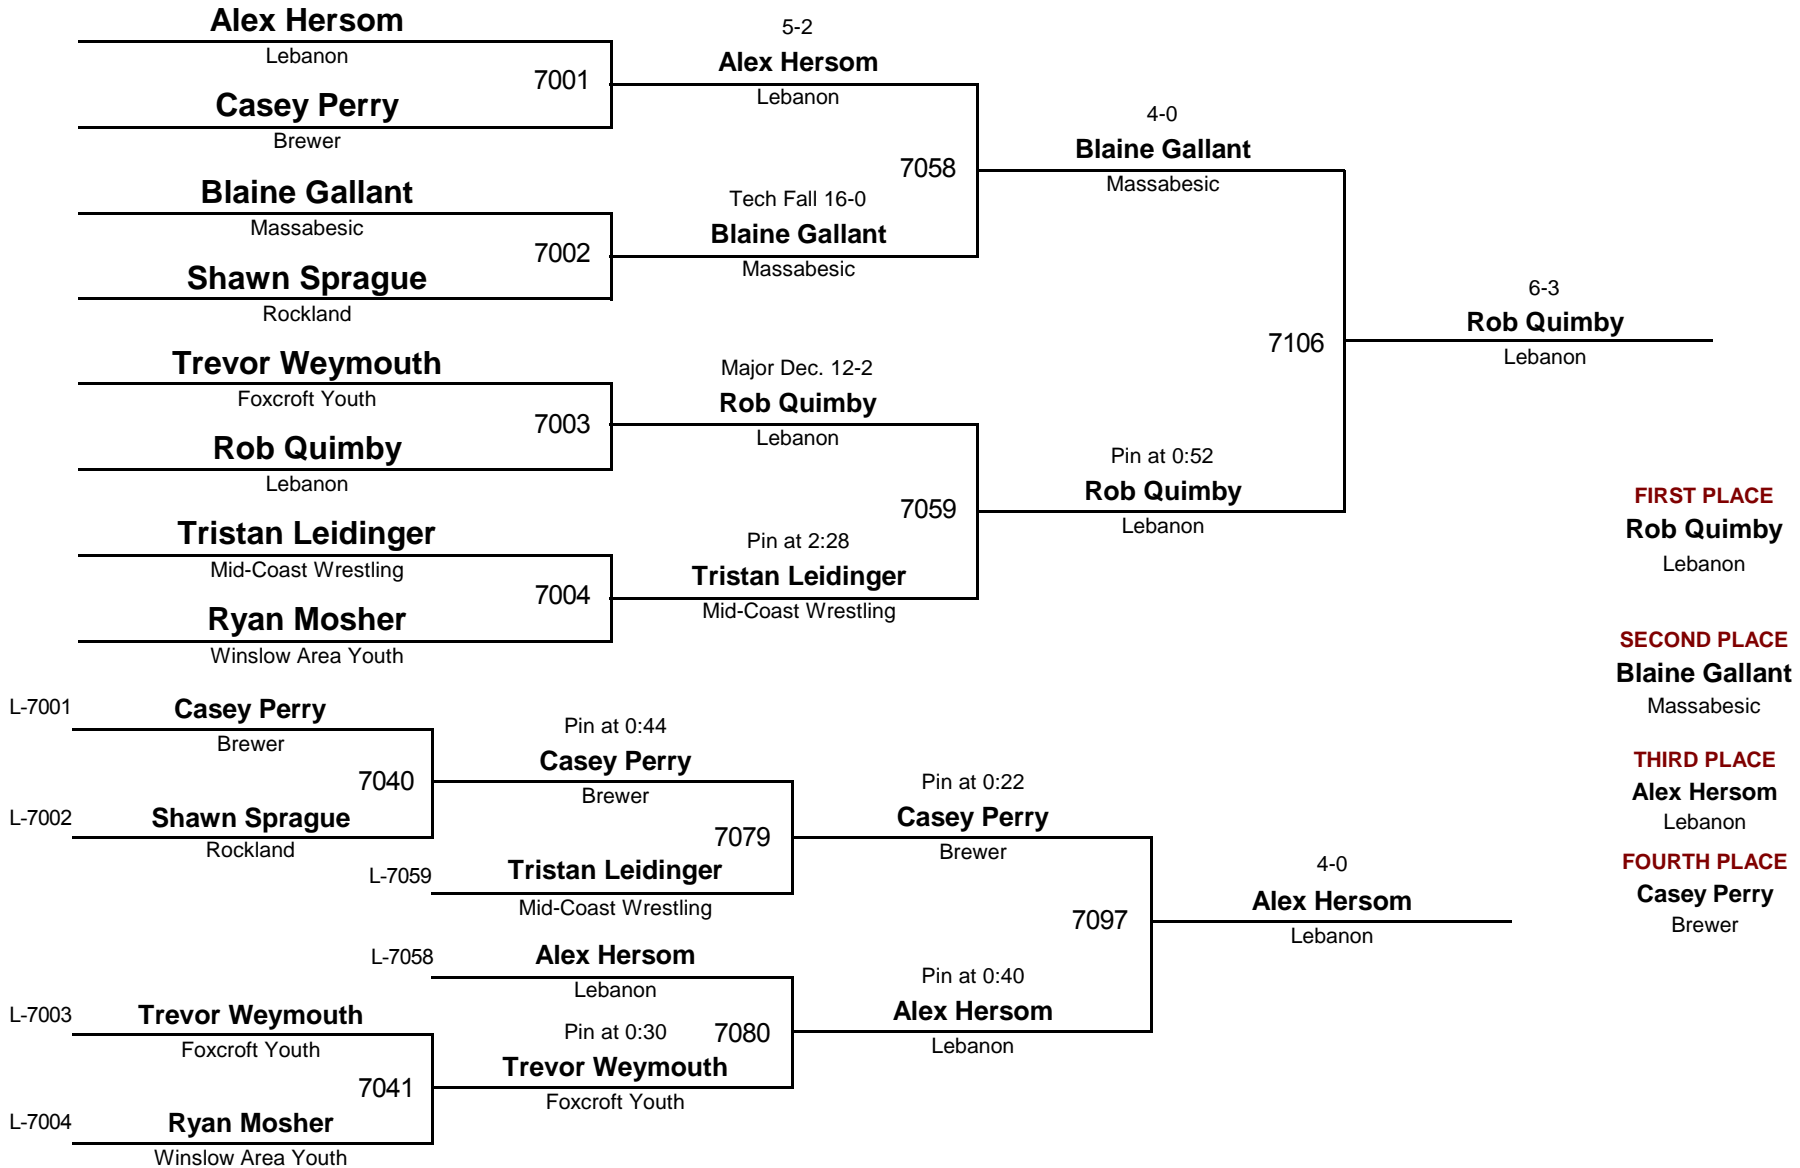 Alex Hersom
Lebanon
7001
Casey Perry
Brewer
Blaine Gallant
Massabesic
7002
Shawn Sprague
Rockland
Trevor Weymouth
Foxcroft Youth
7003
Rob Quimby
Lebanon
Tristan Leidinger
Mid-Coast Wrestling
7004
Ryan Mosher
Winslow Area Youth
5-2
Alex Hersom
Lebanon
7058
Tech Fall 16-0
Blaine Gallant
Massabesic
Major Dec. 12-2
Rob Quimby
Lebanon
7059
Pin at 2:28
Tristan Leidinger
Mid-Coast Wrestling
4-0
Blaine Gallant
Massabesic
7106
Pin at 0:52
Rob Quimby
Lebanon
6-3
Rob Quimby
Lebanon
L-7001
Casey Perry
Brewer
7040
L-7002
Shawn Sprague
Rockland
Pin at 0:44
Casey Perry
Brewer
7079
L-7059
Tristan Leidinger
Mid-Coast Wrestling
L-7058
Alex Hersom
Lebanon
7080
L-7003
Trevor Weymouth
Foxcroft Youth
7041
L-7004
Ryan Mosher
Winslow Area Youth
Pin at 0:30
Trevor Weymouth
Foxcroft Youth
Pin at 0:22
Casey Perry
Brewer
7097
Pin at 0:40
Alex Hersom
Lebanon
4-0
Alex Hersom
Lebanon
FIRST PLACE
Rob Quimby
Lebanon
SECOND PLACE
Blaine Gallant
Massabesic
THIRD PLACE
Alex Hersom
Lebanon
FOURTH PLACE
Casey Perry
Brewer